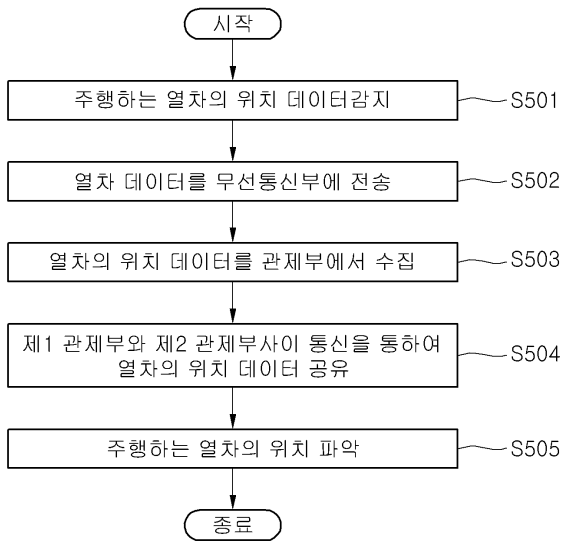 시작
주행하는 열차의 위치 데이터감지
S501
열차 데이터를 무선통신부에 전송
S502
열차의 위치 데이터를 관제부에서 수집
S503
제1 관제부와 제2 관제부사이 통신을 통하여
열차의 위치 데이터 공유
S504
주행하는 열차의 위치 파악
S505
종료